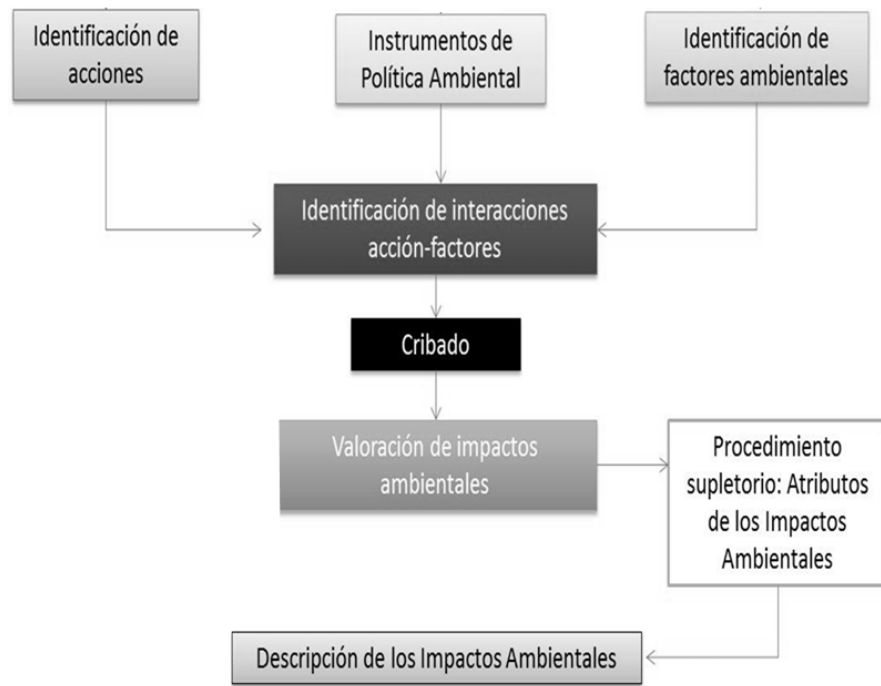 Identificación de
acciones
Instrumentos de
Política Ambiental
Identificación de
factores ambientales
Identificación de interacciones
acción-factores
Cribado
Valoración de impactos
ambientales
Procedimiento
supletorio: Atributos
de los Impactos
Ambientales
Descripción de los Impactos Ambientales